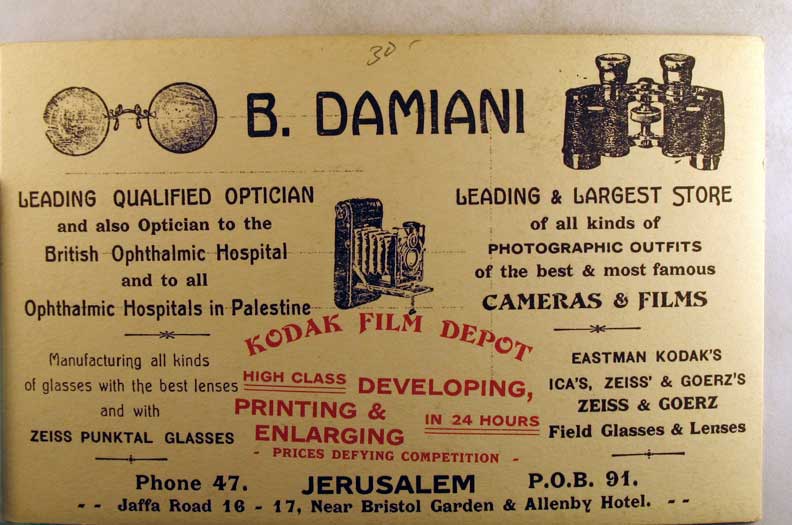 30-
B. DAMIANI
LEADING QUALIFIED OPTICIAN
and also Optician to the
British Ophthalmic Hospital
and to all
Ophthalmic Hospitals in Palestine
Manufacturing all kinds
of glasses with the best lenses
and with
ZEISS PUNKTAL GLASSES
LEADING & LARGEST STORE
of all kinds of
PHOTOGRAPHIC OUTFITS
of the best & most famous
CAMERAS & FILMS
EASTMAN KODAK'S
ICA'S, ZEISS' & GOERZ'S
ZEISS & GOERZ
Field Glasses & Lenses
KODAK FILM DEPOT
HIGH CLASS DEVELOPING,
PRINTING & IN 24 HOURS
ENLARGING
- PRICES DEFYING COMPETITION -
Phone 47. JERUSALEM P.O.B. 91.
- - Jaffa Road 16 - 17, Near Bristol Garden & Allenby Hotel. - -